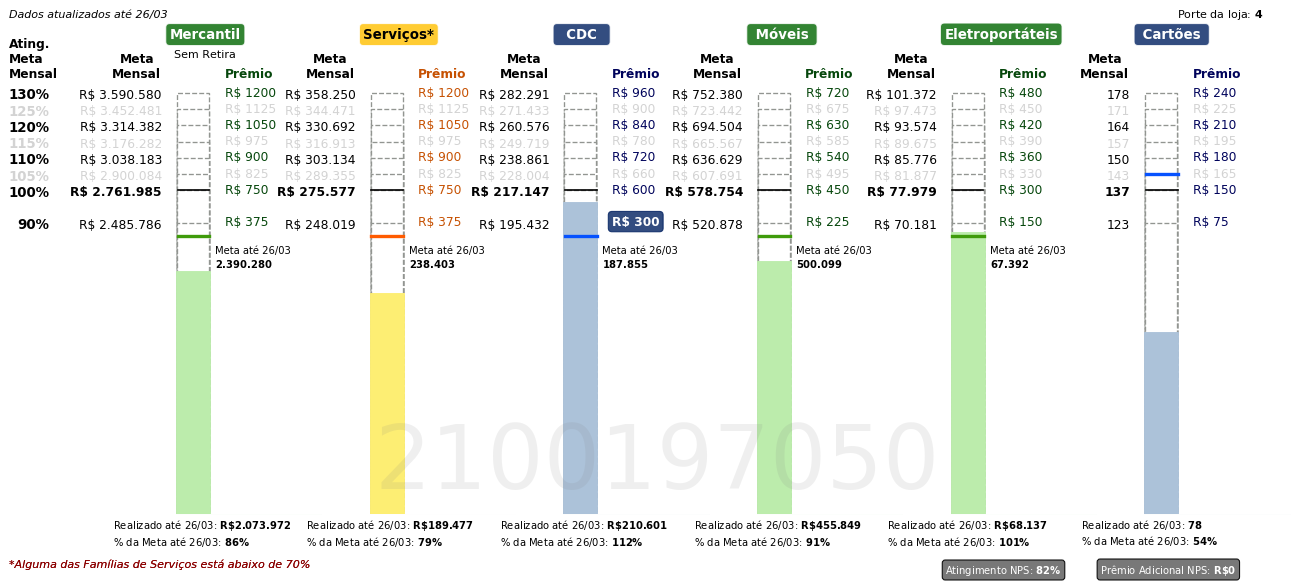 Dados atualizados até 26/03 Porte da loja: 4
Mercantil Serviços* CDC Móveis Eletroportáteis Cartões
Sem Retira
Ating. Meta Mensal Meta Mensal Prêmio Meta Mensal Prêmio Meta Mensal Prêmio Meta Mensal Prêmio Meta Mensal Prêmio Meta Mensal Prêmio
130% R$ 3.590.580 R$ 1200 R$ 358.250 R$ 1200 R$ 282.291 R$ 960 R$ 752.380 R$ 720 R$ 101.372 R$ 480 178 R$ 240
125% R$ 3.452.481 R$ 1125 R$ 344.471 R$ 1125 R$ 271.433 R$ 900 R$ 723.442 R$ 675 R$ 97.473 R$ 450 171 R$ 225
120% R$ 3.314.382 R$ 1050 R$ 330.692 R$ 1050 R$ 260.576 R$ 840 R$ 694.504 R$ 630 R$ 93.574 R$ 420 164 R$ 210
115% R$ 3.176.282 R$ 975 R$ 316.913 R$ 975 R$ 249.719 R$ 780 R$ 665.567 R$ 585 R$ 89.675 R$ 390 157 R$ 195
110% R$ 3.038.183 R$ 900 R$ 303.134 R$ 900 R$ 238.861 R$ 720 R$ 636.629 R$ 540 R$ 85.776 R$ 360 150 R$ 180
105% R$ 2.900.084 R$ 825 R$ 289.355 R$ 825 R$ 228.004 R$ 660 R$ 607.691 R$ 495 R$ 81.877 R$ 330 143 R$ 165
100% R$ 2.761.985 R$ 750 R$ 275.577 R$ 750 R$ 217.147 R$ 600 R$ 578.754 R$ 450 R$ 77.979 R$ 300 137 R$ 150
90% R$ 2.485.786 R$ 375 R$ 248.019 R$ 375 R$ 195.432 R$ 300 R$ 520.878 R$ 225 R$ 70.181 R$ 150 123 R$ 75
Meta até 26/03 Meta até 26/03 Meta até 26/03 Meta até 26/03 Meta até 26/03
2.390.280 238.403 187.855 500.099 67.392
2100197050
Realizado até 26/03: R$2.073.972 Realizado até 26/03: R$189.477 Realizado até 26/03: R$210.601 Realizado até 26/03: R$455.849 Realizado até 26/03: R$68.137 Realizado até 26/03: 78
% da Meta até 26/03: 86% % da Meta até 26/03: 79% % da Meta até 26/03: 112% % da Meta até 26/03: 91% % da Meta até 26/03: 101% % da Meta até 26/03: 54%
*Alguma das Famílias de Serviços está abaixo de 70% Atingimento NPS: 82% Prêmio Adicional NPS: R$0